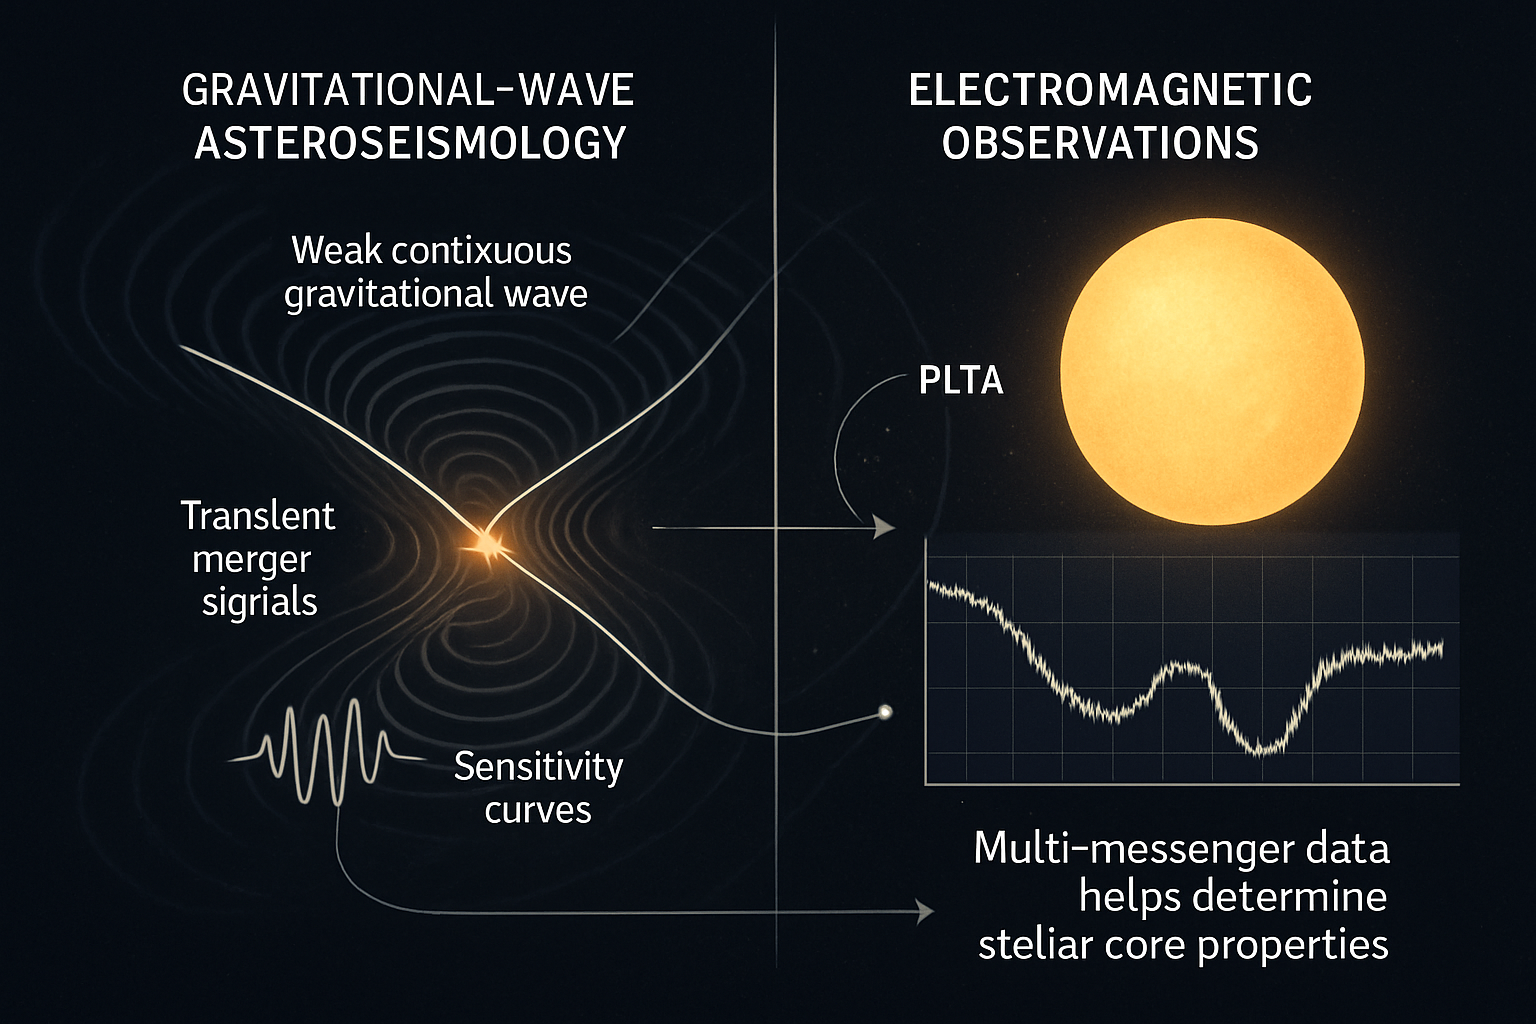 GRAVITATIONAL-WAVE
ASTEROSEISMOLOGY
Weak contixuous
gravitational wave
Translent
merger
sigrials
Sensitivity
curves
ELECTROMAGNETIC
OBSERVATIONS
PLTA
Multi-messenger data
helps determine
steliar core properties